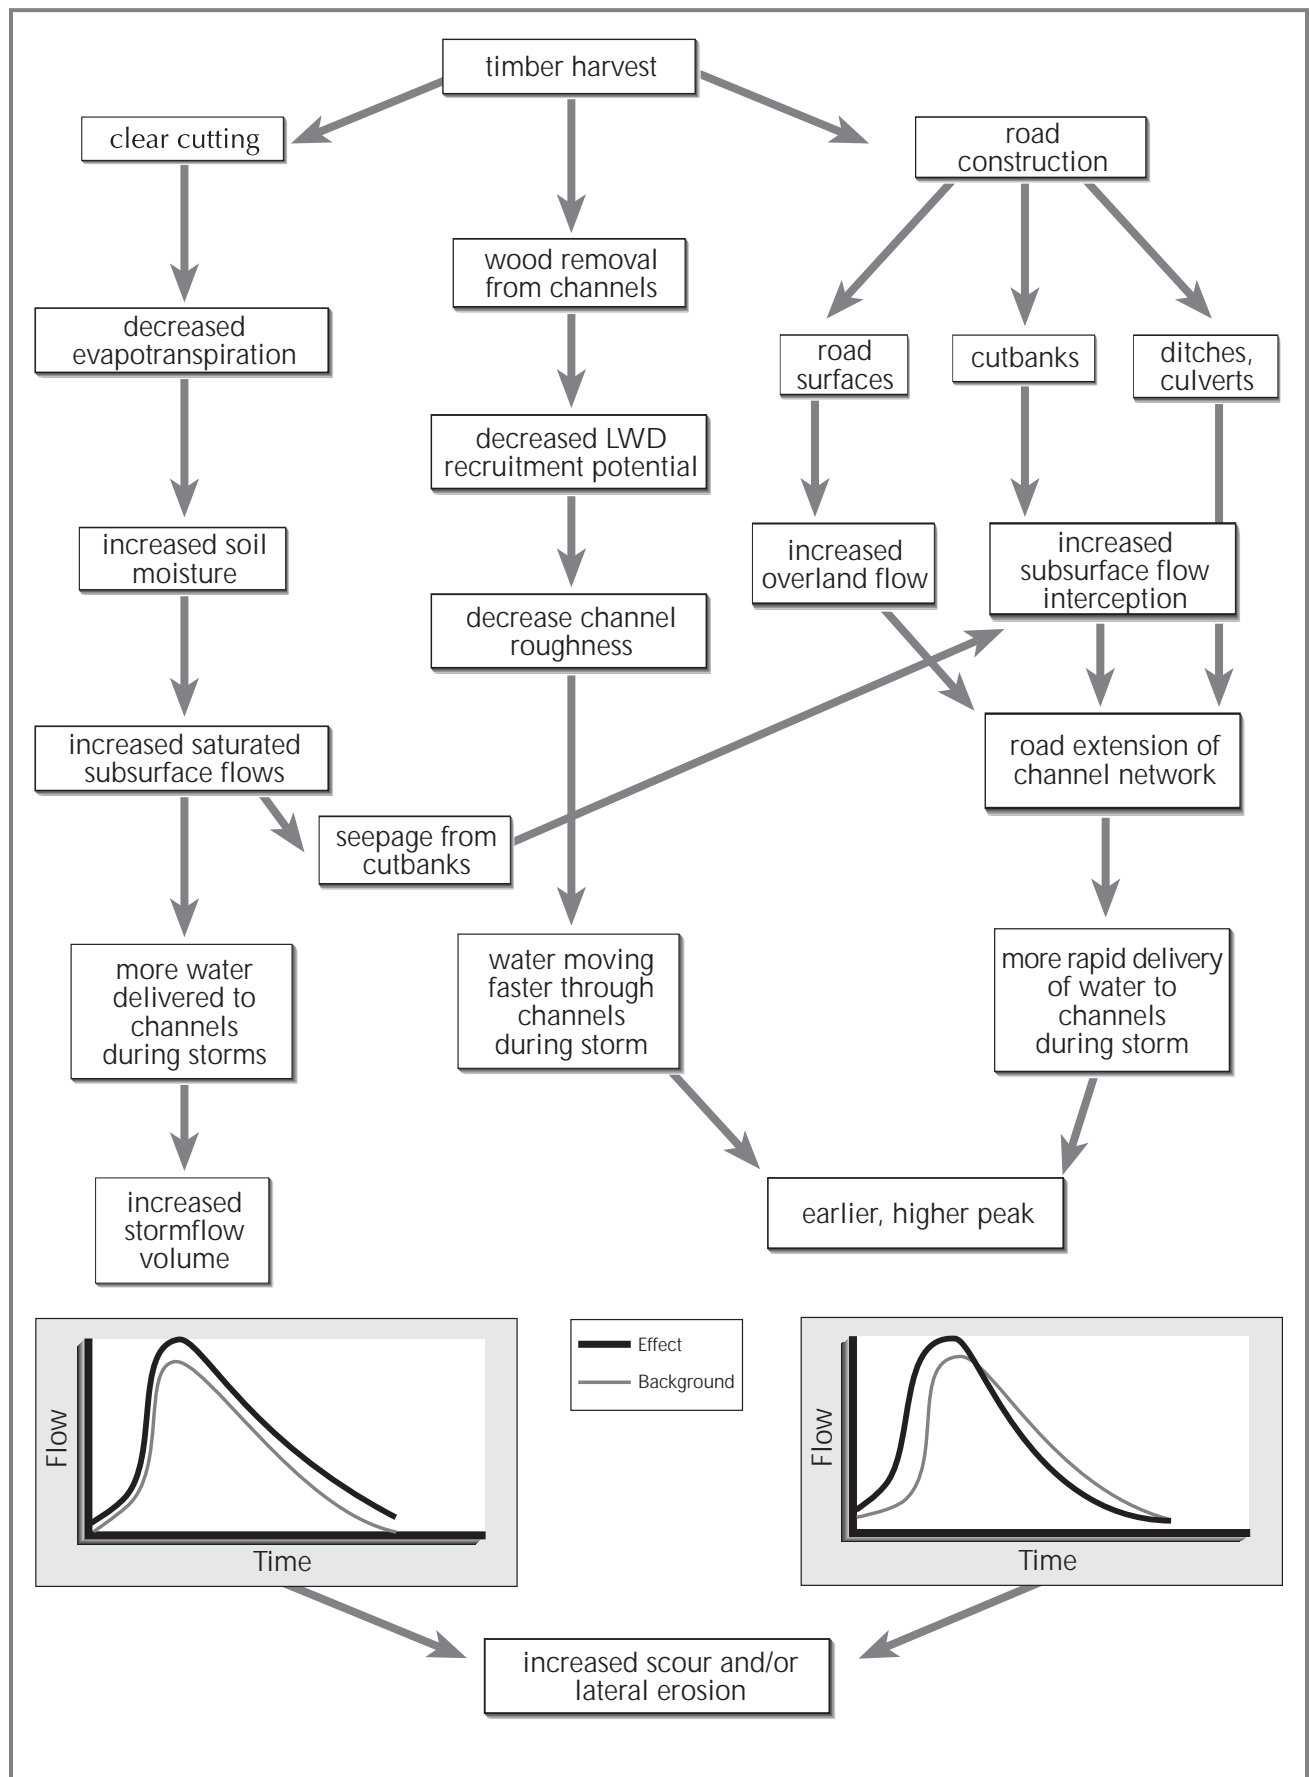 timber harvest
clear cutting
road
construction
wood removal
from channels
decreased
evapotranspiration
road
surfaces
cutbanks
ditches,
culverts
decreased LWD
recruitment potential
increased soil
moisture
increased
overland flow
increased
subsurface flow
interception
decrease channel
roughness
increased saturated
subsurface flows
road extension of
channel network
seepage from
cutbanks
more water
delivered to
channels
during storms
water moving
faster through
channels
during storm
more rapid delivery
of water to
channels
during storm
increased
stormflow
volume
earlier, higher peak
Flow
Time
Effect
Background
Flow
Time
increased scour and/or
lateral erosion